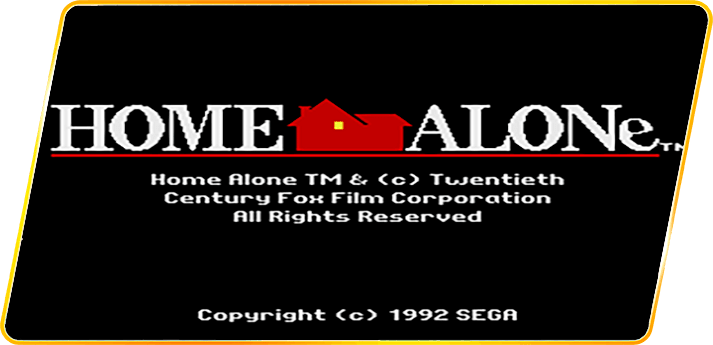 HOME ALONe TM
Home Alone TM & (c) Twentieth
Century Fox Film Corporation
All Rights Reserved
Copyright (c) 1992 SEGA